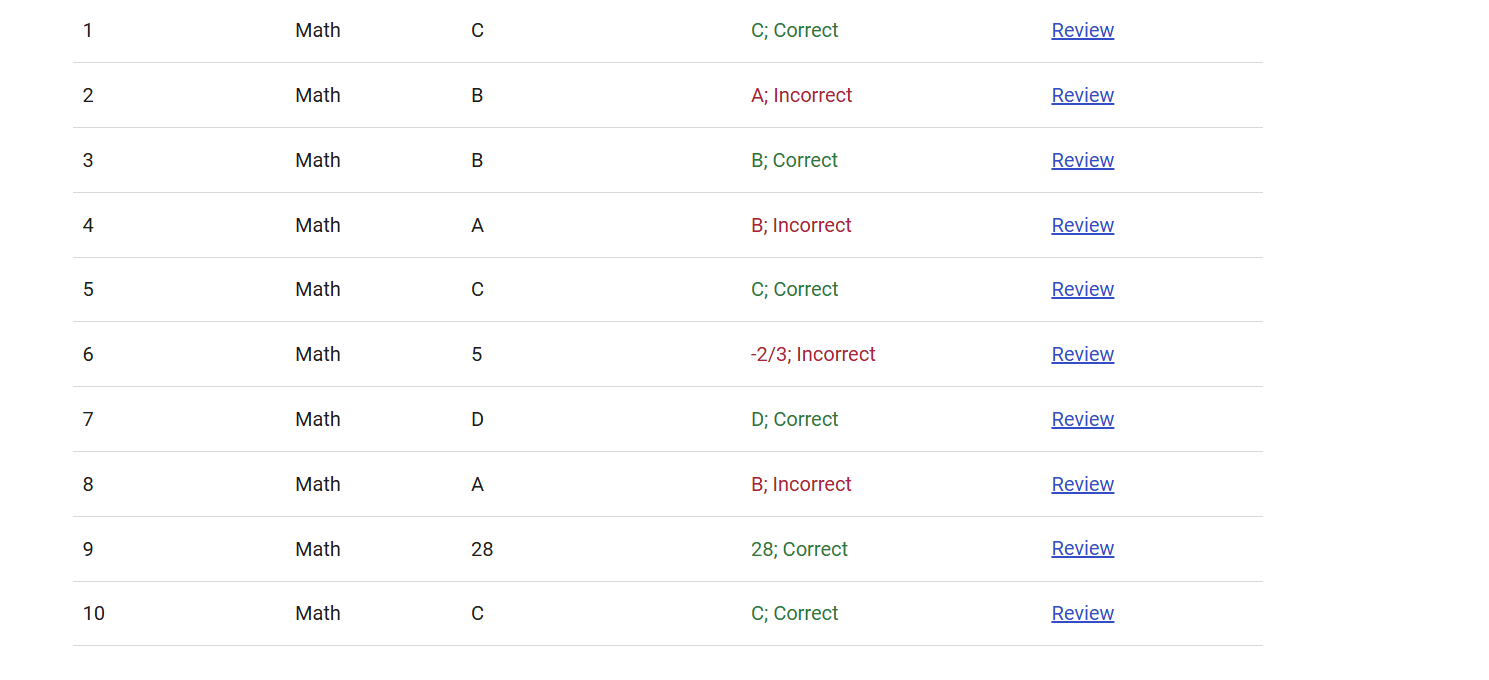 1 Math C C; Correct Review
2 Math B A; Incorrect Review
3 Math B B; Correct Review
4 Math A B; Incorrect Review
5 Math C C; Correct Review
6 Math 5 -2/3; Incorrect Review
7 Math D D; Correct Review
8 Math A B; Incorrect Review
9 Math 28 28; Correct Review
10 Math C C; Correct Review